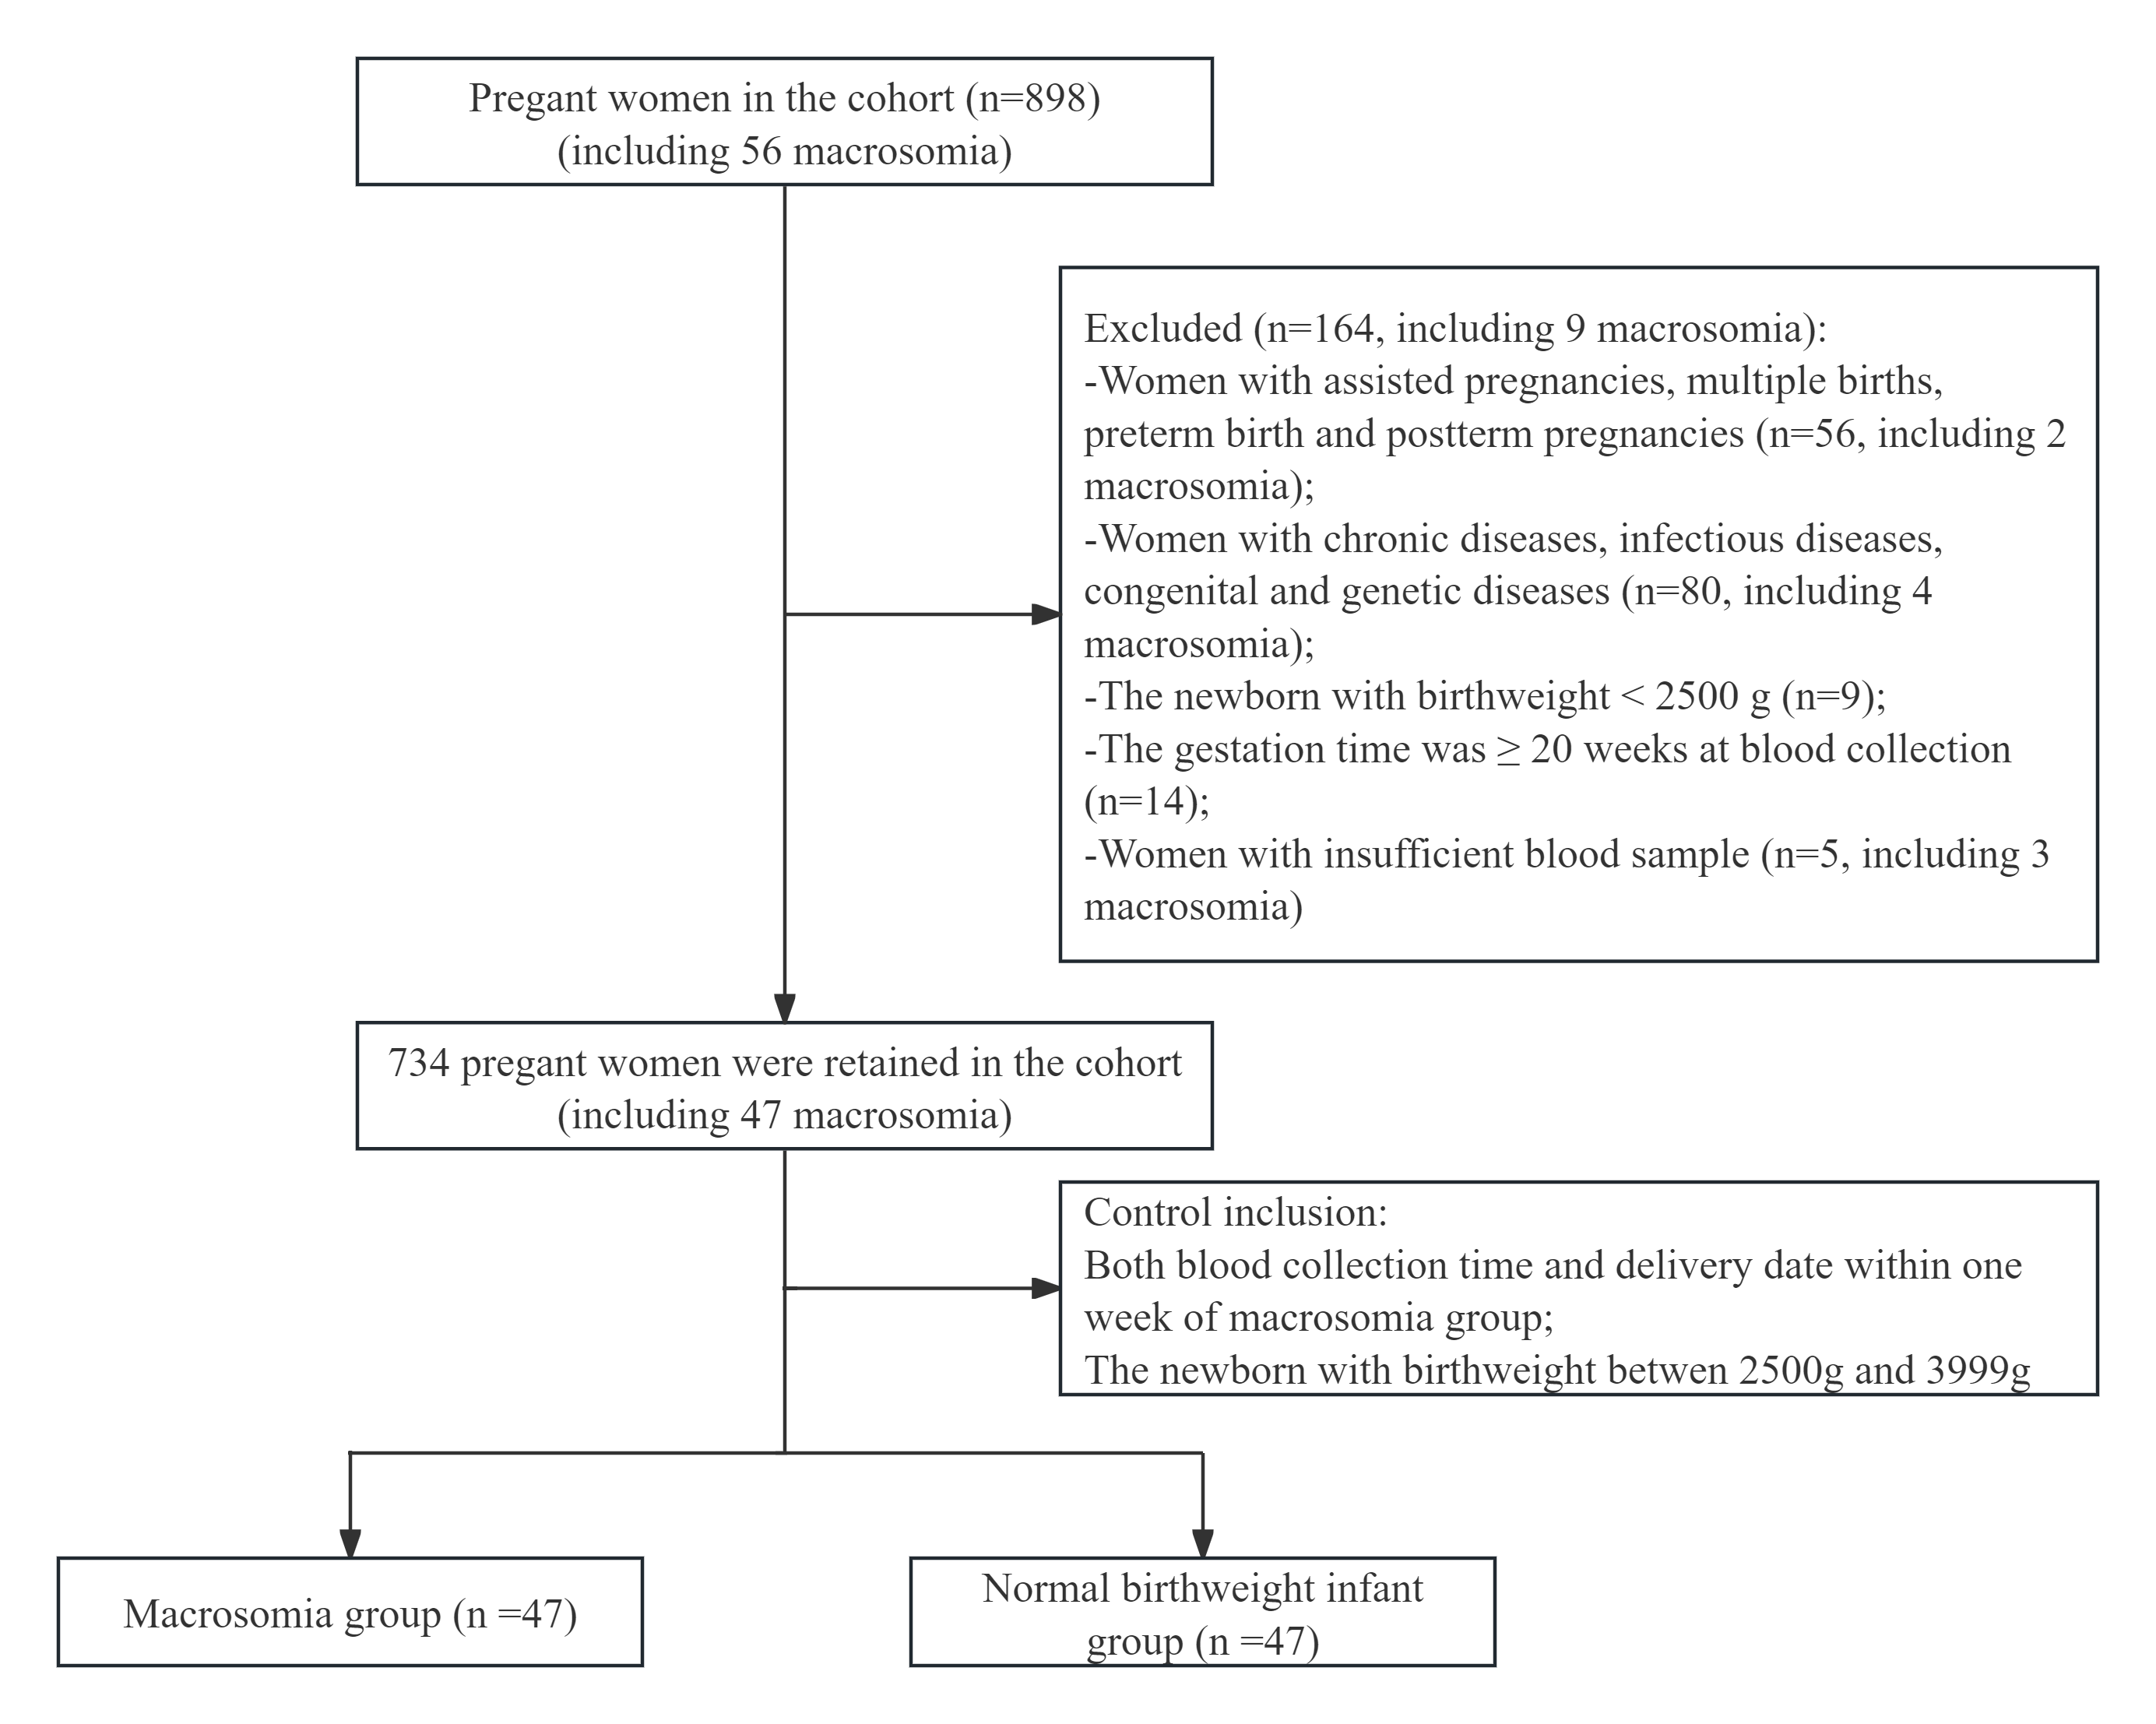 Pregant women in the cohort (n=898)
(including 56 macrosomia)
Excluded (n=164, including 9 macrosomia):
-Women with assisted pregnancies, multiple births,
preterm birth and postterm pregnancies (n=56, including 2
macrosomia);
-Women with chronic diseases, infectious diseases,
congenital and genetic diseases (n=80, including 4
macrosomia);
-The newborn with birthweight < 2500 g (n=9);
-The gestation time was ≥ 20 weeks at blood collection
(n=14);
-Women with insufficient blood sample (n=5, including 3
macrosomia)
734 pregant women were retained in the cohort
(including 47 macrosomia)
Control inclusion:
Both blood collection time and delivery date within one
week of macrosomia group;
The newborn with birthweight betwen 2500g and 3999g
Macrosomia group (n =47)
Normal birthweight infant
group (n =47)